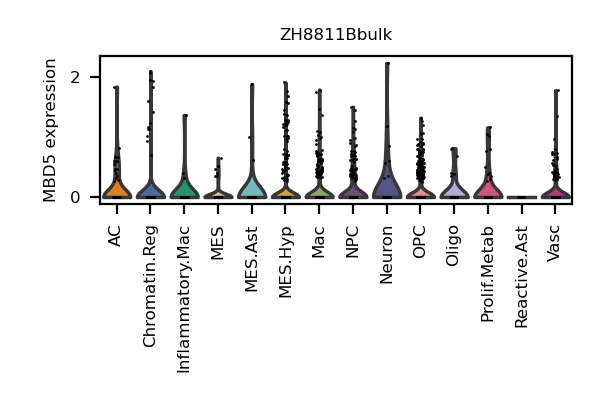 ZH8811Bbulk
MBD5 expression
2
0
AC
Chromatin.Reg
Inflammatory.Mac
MES
MES.Ast
MES.Hyp
Mac
NPC
Neuron
OPC
Oligo
Prolif.Metab
Reactive.Ast
Vasc